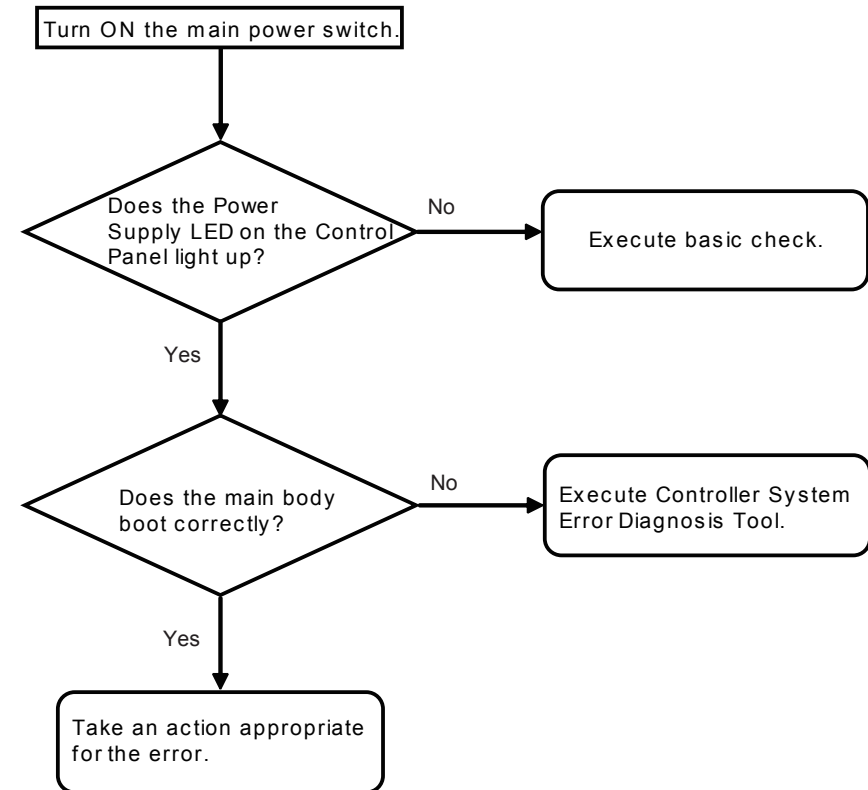 Turn ON the main power switch.
Does the Power
Supply LED on the Control
Panel light up?
No
Execute basic check.
Yes
Does the main body
boot correctly?
No
Execute Controller System
Error Diagnosis Tool.
Yes
Take an action appropriate
for the error.